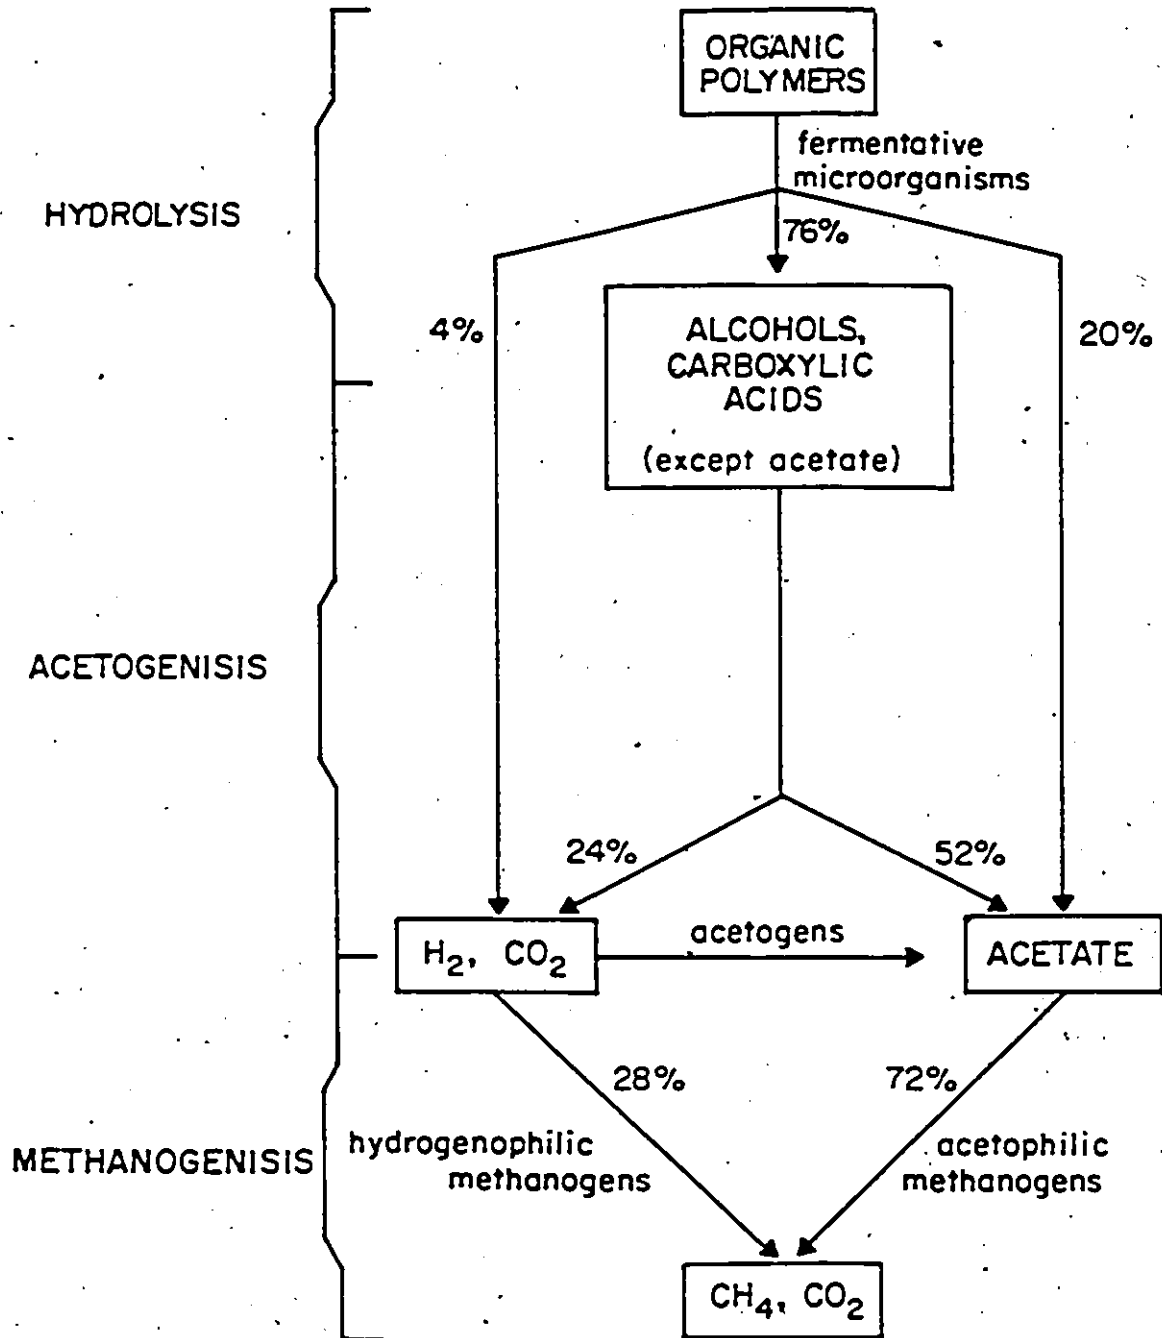 ORGANIC
POLYMERS
fermentative
microorganisms
HYDROLYSIS
76%
4%
20%
ALCOHOLS,
CARBOXYLIC
ACIDS
(except acetate)
ACETOGENISIS
24%
52%
H2, CO2
acetogens
ACETATE
28%
72%
METHANOGENISIS
hydrogenophilic
methanogens
acetophilic
methanogens
CH4, CO2